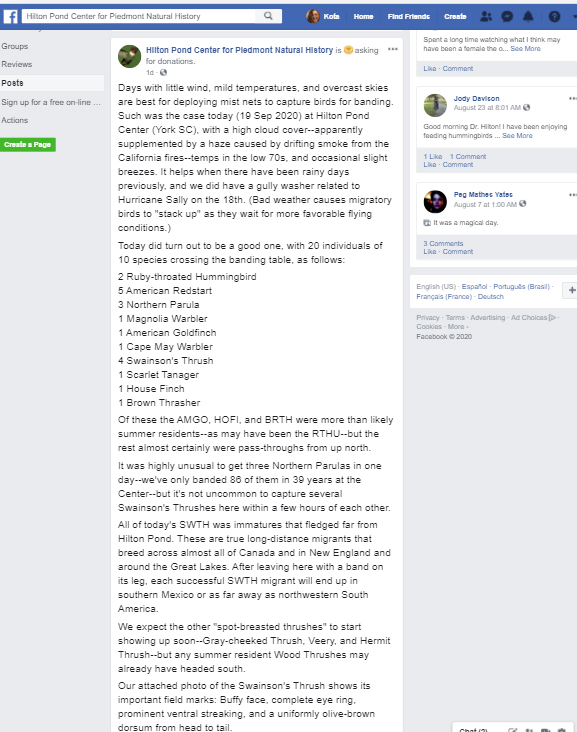 Hilton Pond Center for Piedmont Natural History
Kota Home Find Friends Create
Groups
Reviews
Posts
Sign up for a free on-line ...
Actions
Create a Page
Hilton Pond Center for Piedmont Natural History is asking
for donations.
1d ·
Days with little wind, mild temperatures, and overcast skies
are best for deploying mist nets to capture birds for banding.
Such was the case today (19 Sep 2020) at Hilton Pond
Center (York SC), with a high cloud cover--apparently
supplemented by a haze caused by drifting smoke from the
California fires--temps in the low 70s, and occasional slight
breezes. It helps when there have been rainy days
previously, and we did have a gully washer related to
Hurricane Sally on the 18th. (Bad weather causes migratory
birds to "stack up" as they wait for more favorable flying
conditions.)
Today did turn out to be a good one, with 20 individuals of
10 species crossing the banding table, as follows:
2 Ruby-throated Hummingbird
5 American Redstart
3 Northern Parula
1 Magnolia Warbler
1 American Goldfinch
1 Cape May Warbler
4 Swainson's Thrush
1 Scarlet Tanager
1 House Finch
1 Brown Thrasher
Of these the AMGO, HOFI, and BRTH were more than likely
summer residents--as may have been the RTHU--but the
rest almost certainly were pass-throughs from up north.
It was highly unusual to get three Northern Parulas in one
day--we've only banded 86 of them in 39 years at the
Center--but it's not uncommon to capture several
Swainson's Thrushes here within a few hours of each other.
All of today's SWTH was immatures that fledged far from
Hilton Pond. These are true long-distance migrants that
breed across almost all of Canada and in New England and
around the Great Lakes. After leaving here with a band on
its leg, each successful SWTH migrant will end up in
southern Mexico or as far away as northwestern South
America.
We expect the other "spot-breasted thrushes" to start
showing up soon--Gray-cheeked Thrush, Veery, and Hermit
Thrush--but any summer resident Wood Thrushes may
already have headed south.
Our attached photo of the Swainson's Thrush shows its
important field marks: Buffy face, complete eye ring,
prominent ventral streaking, and a uniformly olive-brown
dorsum from head to tail.
Spent a long time watching what I think may
have been a female the o... See More
Like · Comment
Jody Davison
August 23 at 8:01 AM
Good morning Dr. Hilton! I have been enjoying
feeding hummingbirds ... See More
1 Like 1 Comment
Like · Comment
Peg Mathes Yates
August 7 at 1:00 AM
It was a magical day.
3 Comments
Like · Comment
English (US) · Español · Português (Brasil) ·
Français (France) · Deutsch
Privacy · Terms · Advertising · Ad Choices ·
Cookies · More ·
Facebook © 2020
Chat (2)